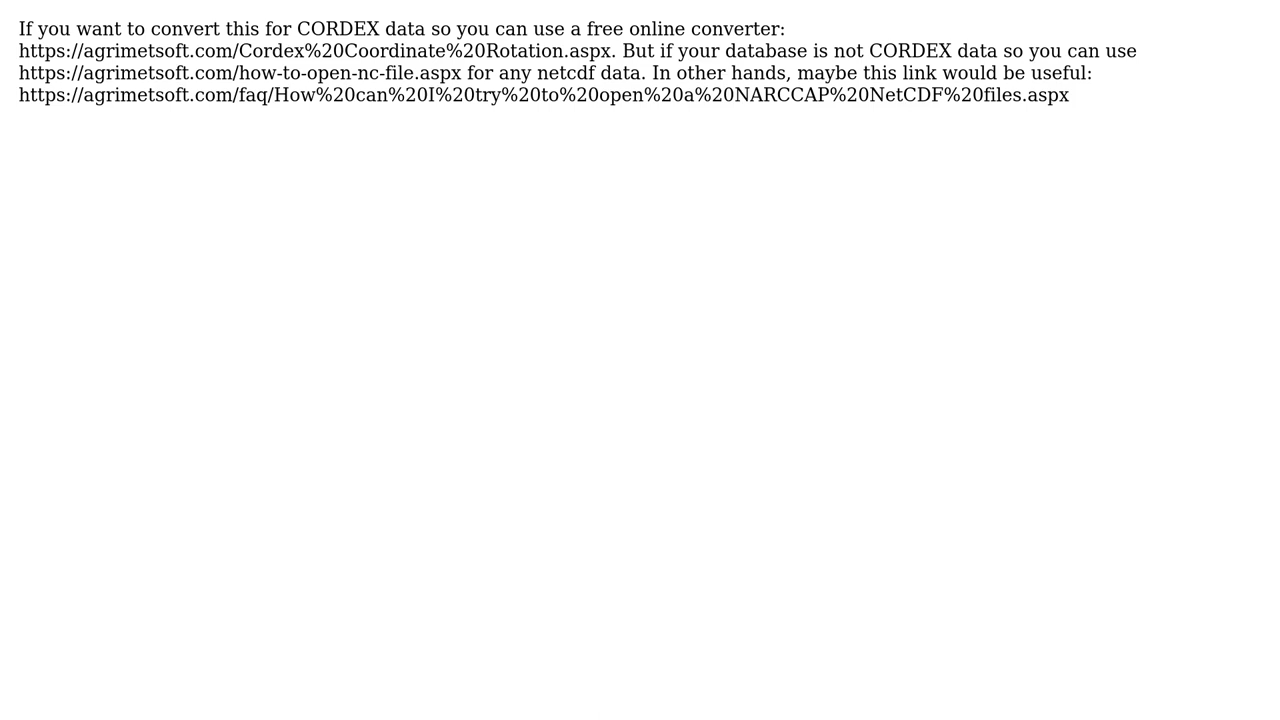 If you want to convert this for CORDEX data so you can use a free online converter:
https://agrimetsoft.com/Cordex%20Coordinate%20Rotation.aspx. But if your database is not CORDEX data so you can use
https://agrimetsoft.com/how-to-open-nc-file.aspx for any netcdf data. In other hands, maybe this link would be useful:
https://agrimetsoft.com/faq/How%20can%20I%20try%20to%20open%20a%20NARCCAP%20NetCDF%20files.aspx